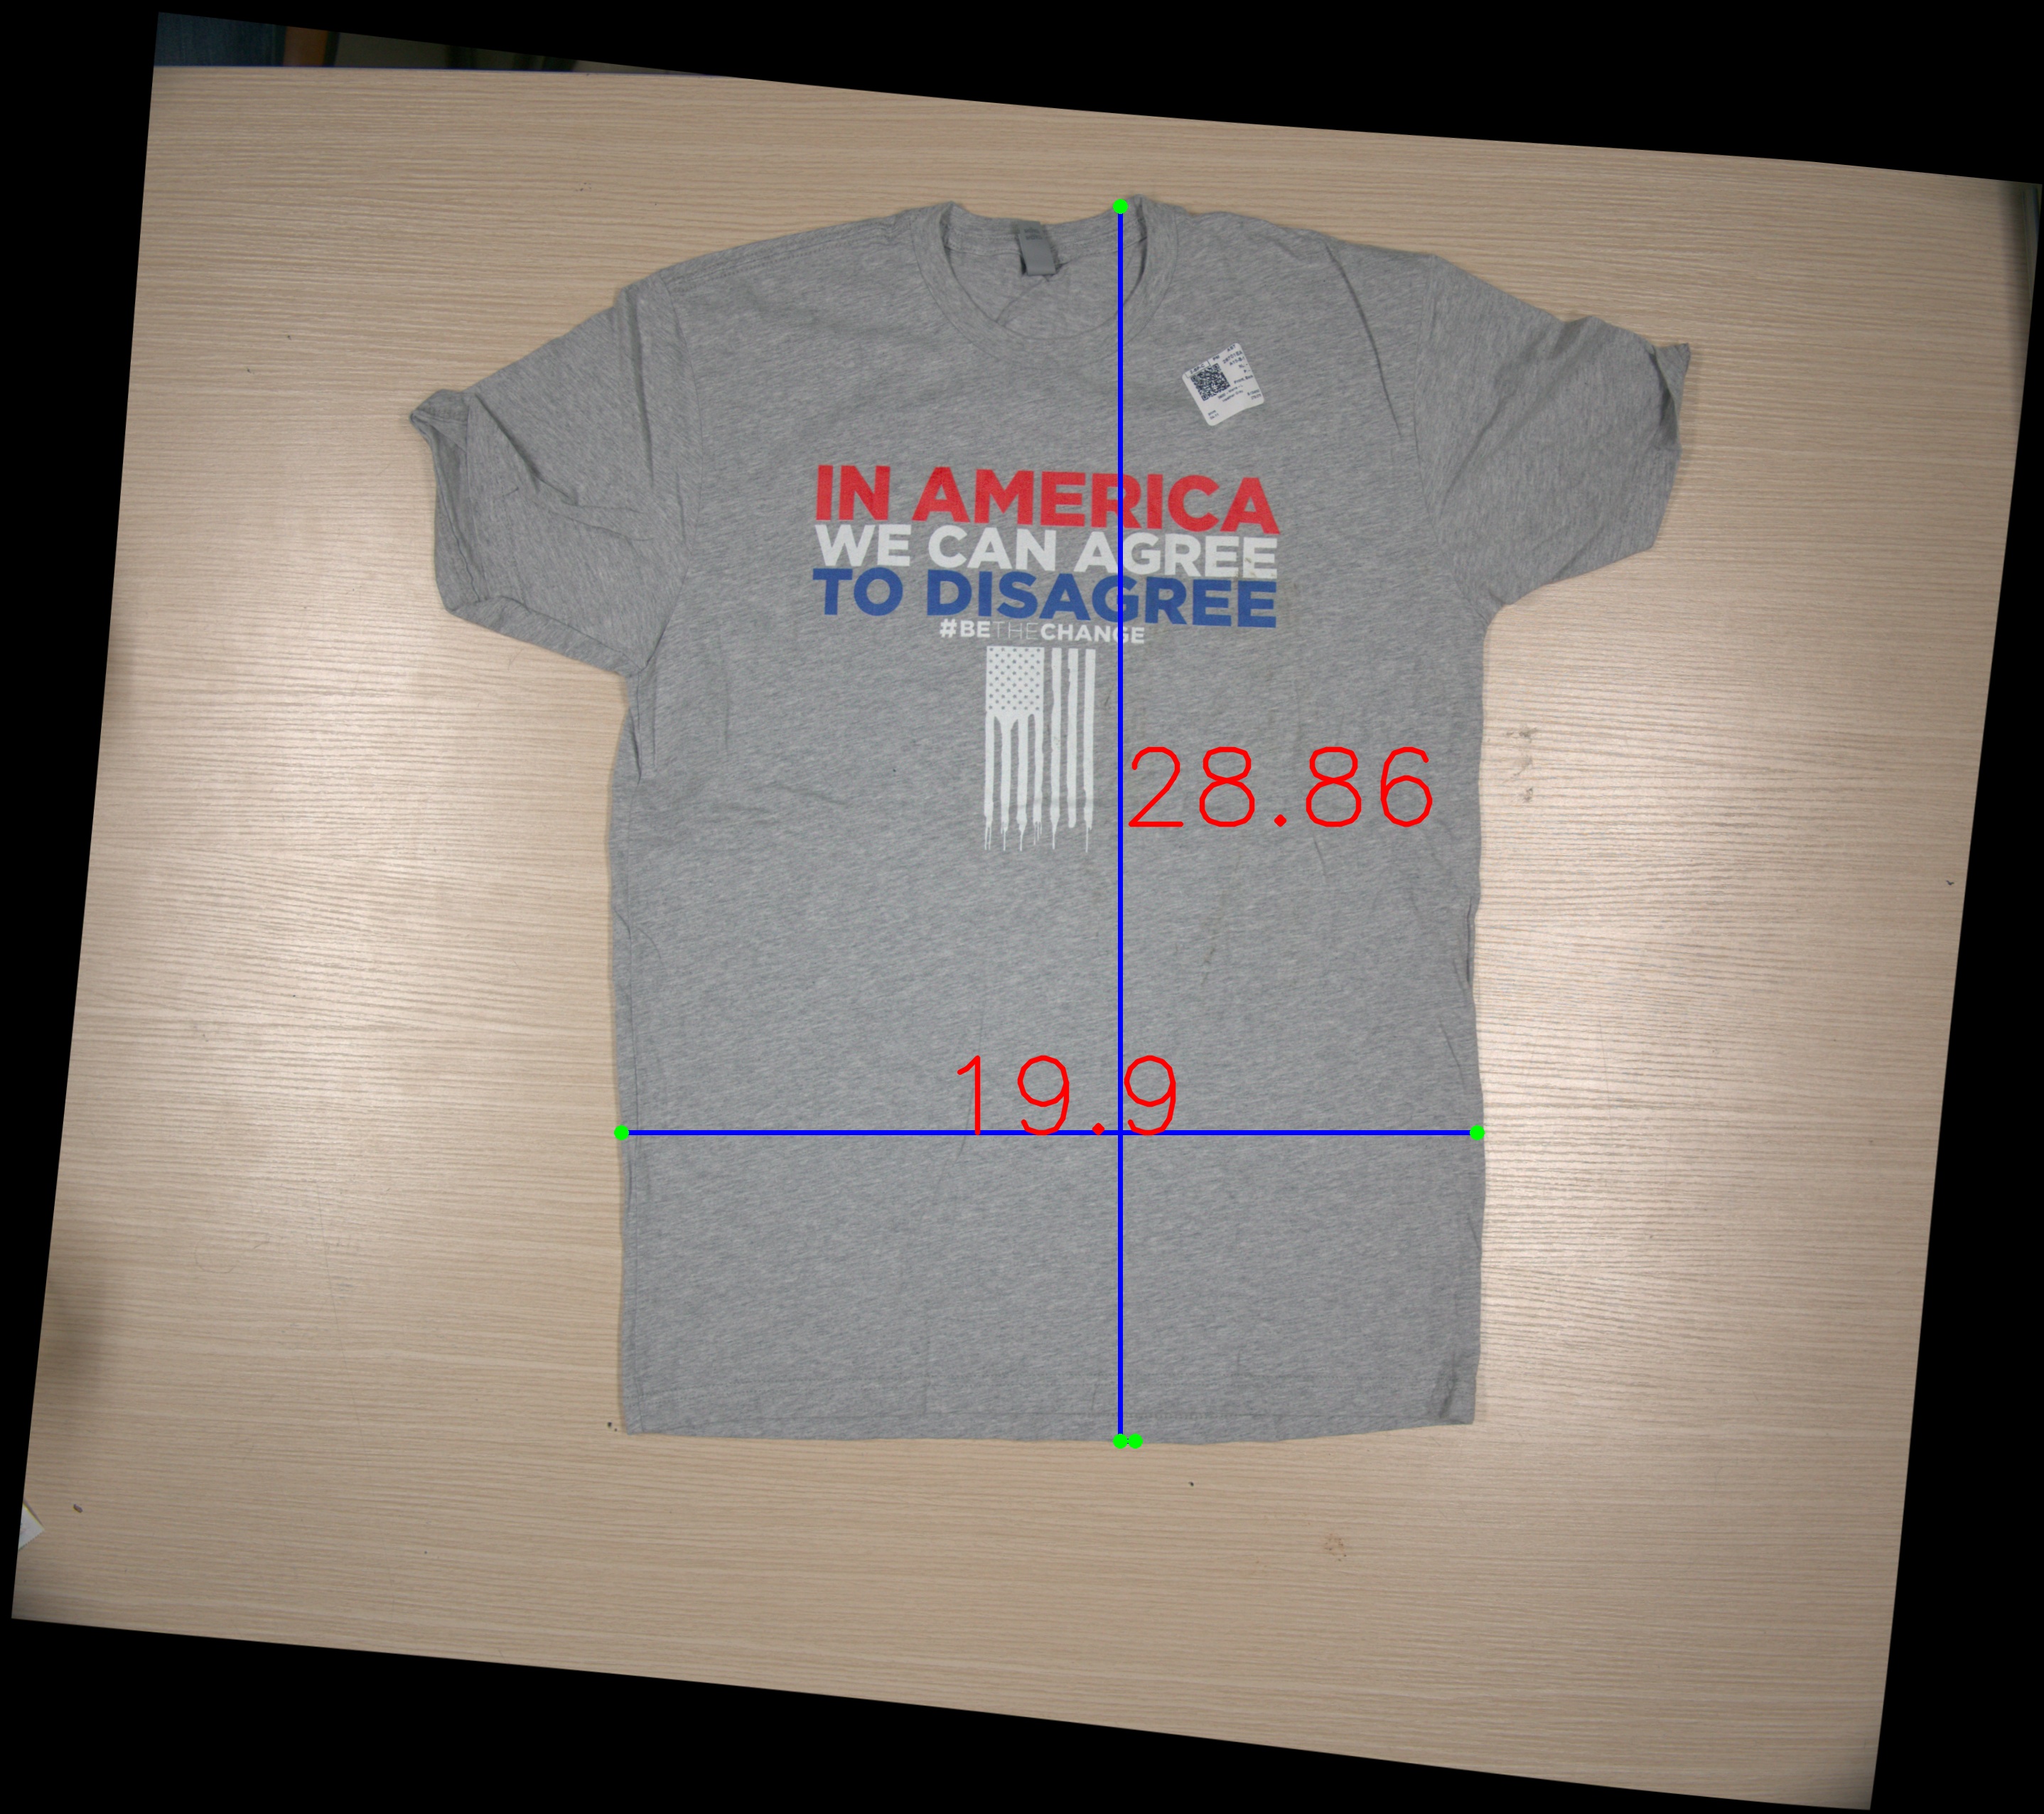 IN AMERICA
WE CAN AGREE
TO DISAGREE
#BETHECHANGE
28.86
19.9